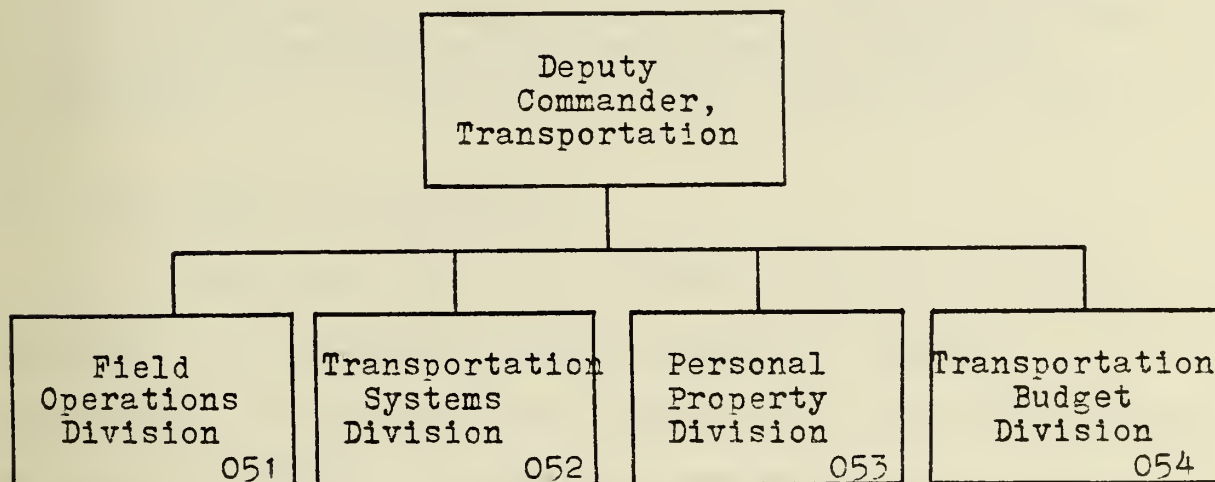 Deputy
Commander,
Transportation
Field
Operations
Division
051
Transportation
Systems
Division
052
Personal
Property
Division
053
Transportation
Budget
Division
054